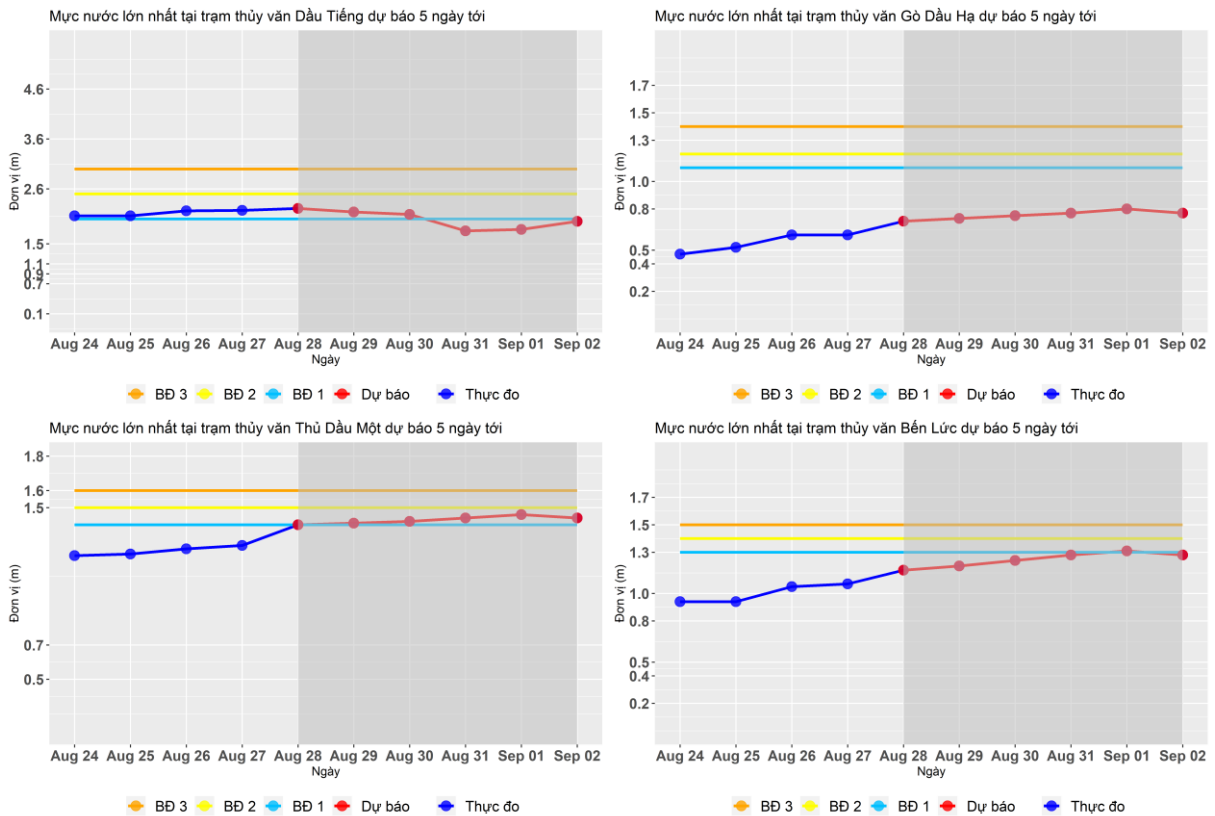 Mực nước lớn nhất tại trạm thủy văn Dầu Tiếng dự báo 5 ngày tới
Đơn vị (m)
4.6
3.6
2.6
1.5
1.1
0.9
0.7
0.1
Aug 24 Aug 25 Aug 26 Aug 27 Aug 28 Aug 29 Aug 30 Aug 31 Sep 01 Sep 02
Ngày
BĐ 3 BĐ 2 BĐ 1 Dự báo Thực đo
Mực nước lớn nhất tại trạm thủy văn Gò Dầu Hạ dự báo 5 ngày tới
Đơn vị (m)
1.7
1.5
1.3
1.0
0.8
0.5
0.4
0.2
Aug 24 Aug 25 Aug 26 Aug 27 Aug 28 Aug 29 Aug 30 Aug 31 Sep 01 Sep 02
Ngày
BĐ 3 BĐ 2 BĐ 1 Dự báo Thực đo
Mực nước lớn nhất tại trạm thủy văn Thủ Dầu Một dự báo 5 ngày tới
Đơn vị (m)
1.8
1.6
1.5
0.7
0.5
Aug 24 Aug 25 Aug 26 Aug 27 Aug 28 Aug 29 Aug 30 Aug 31 Sep 01 Sep 02
Ngày
BĐ 3 BĐ 2 BĐ 1 Dự báo Thực đo
Mực nước lớn nhất tại trạm thủy văn Bến Lức dự báo 5 ngày tới
Đơn vị (m)
1.7
1.5
1.3
1.0
0.8
0.5
0.4
0.2
Aug 24 Aug 25 Aug 26 Aug 27 Aug 28 Aug 29 Aug 30 Aug 31 Sep 01 Sep 02
Ngày
BĐ 3 BĐ 2 BĐ 1 Dự báo Thực đo